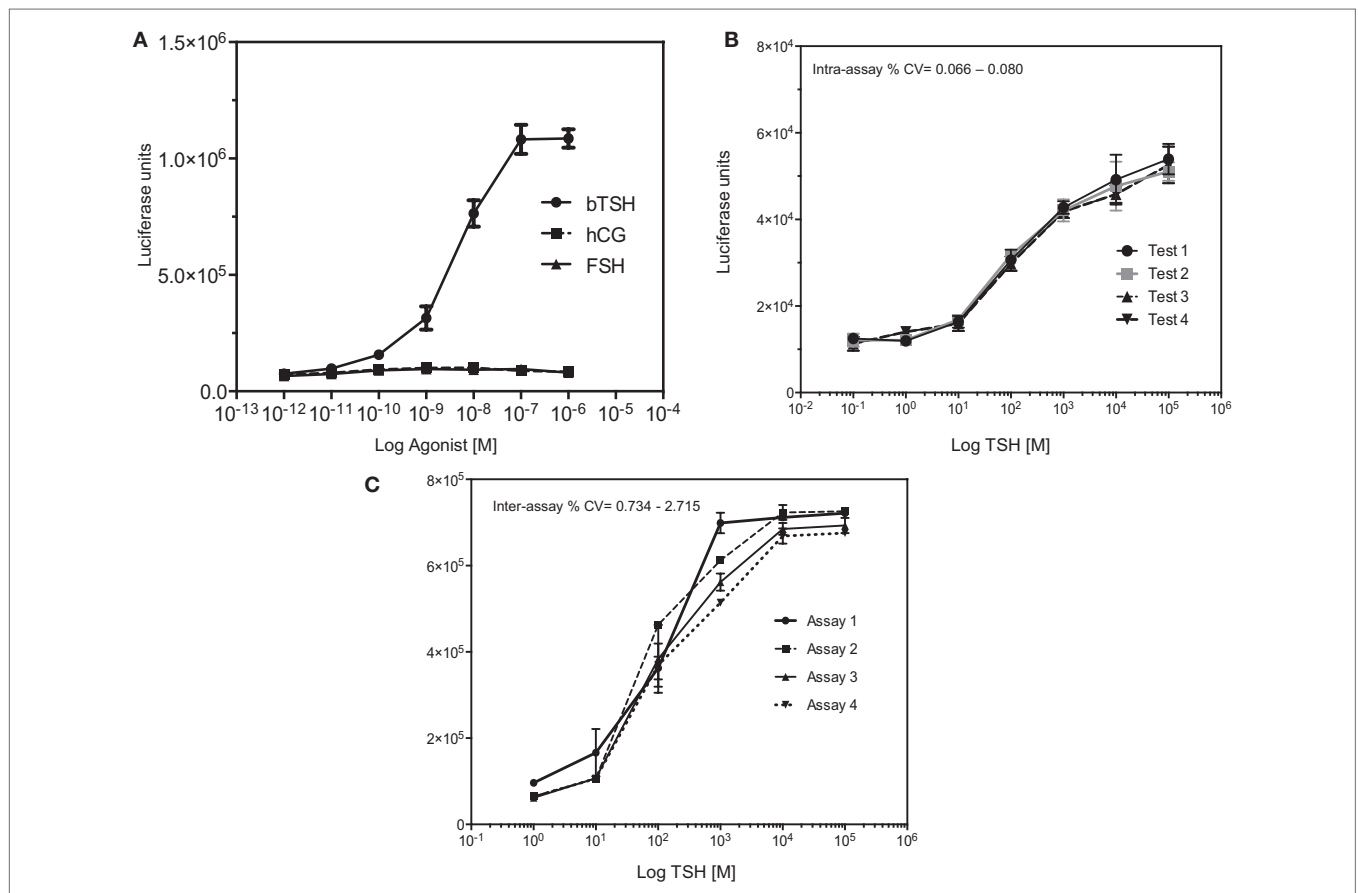 A
1.5×10⁶
1.0×10⁶
5.0×10⁵
0.0
Luciferase units
bTSH
hCG
FSH
10⁻¹³ 10⁻¹² 10⁻¹¹ 10⁻¹⁰ 10⁻⁹ 10⁻⁸ 10⁻⁷ 10⁻⁶ 10⁻⁵ 10⁻⁴
Log Agonist [M]
B
8×10⁴
6×10⁴
4×10⁴
2×10⁴
0
Luciferase units
Intra-assay % CV= 0.066 – 0.080
Test 1
Test 2
Test 3
Test 4
10⁻² 10⁻¹ 10⁰ 10¹ 10² 10³ 10⁴ 10⁵ 10⁶
Log TSH [M]
C
8×10⁵
6×10⁵
4×10⁵
2×10⁵
0
Luciferase units
Inter-assay % CV= 0.734 - 2.715
Assay 1
Assay 2
Assay 3
Assay 4
10⁻¹ 10⁰ 10¹ 10² 10³ 10⁴ 10⁵ 10⁶
Log TSH [M]